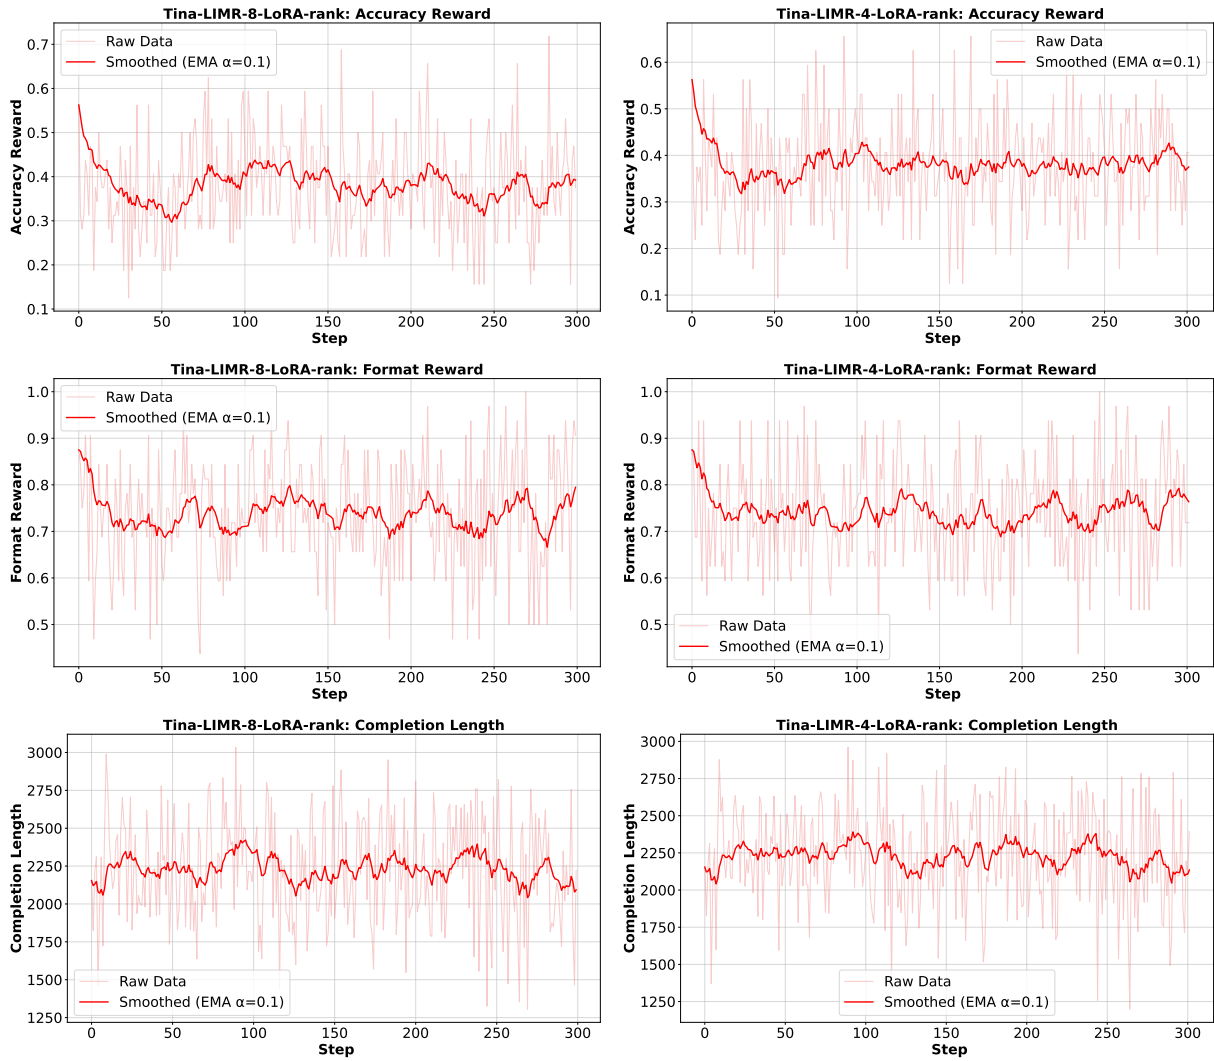 Tina-LIMR-8-LoRA-rank: Accuracy Reward
Accuracy Reward
0.7
0.6
0.5
0.4
0.3
0.2
0.1
Raw Data
Smoothed (EMA α=0.1)
0 50 100 150 200 250 300
Step
Tina-LIMR-4-LoRA-rank: Accuracy Reward
Accuracy Reward
0.6
0.5
0.4
0.3
0.2
0.1
Raw Data
Smoothed (EMA α=0.1)
0 50 100 150 200 250 300
Step
Tina-LIMR-8-LoRA-rank: Format Reward
Format Reward
1.0
0.9
0.8
0.7
0.6
0.5
Raw Data
Smoothed (EMA α=0.1)
0 50 100 150 200 250 300
Step
Tina-LIMR-4-LoRA-rank: Format Reward
Format Reward
1.0
0.9
0.8
0.7
0.6
0.5
Raw Data
Smoothed (EMA α=0.1)
0 50 100 150 200 250 300
Step
Tina-LIMR-8-LoRA-rank: Completion Length
Completion Length
3000
2750
2500
2250
2000
1750
1500
1250
Raw Data
Smoothed (EMA α=0.1)
0 50 100 150 200 250 300
Step
Tina-LIMR-4-LoRA-rank: Completion Length
Completion Length
3000
2750
2500
2250
2000
1750
1500
1250
Raw Data
Smoothed (EMA α=0.1)
0 50 100 150 200 250 300
Step